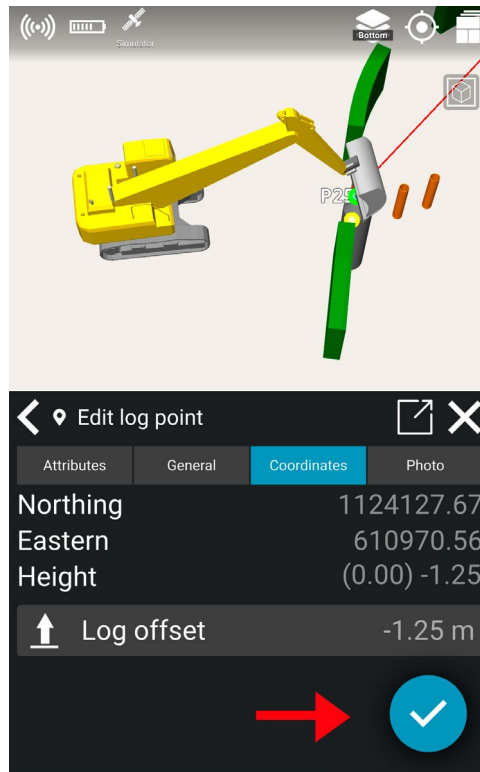 Simulator
Bottom
P25
Edit log point
Attributes General Coordinates Photo
Northing 1124127.67
Eastern 610970.56
Height (0.00) -1.25
Log offset -1.25 m